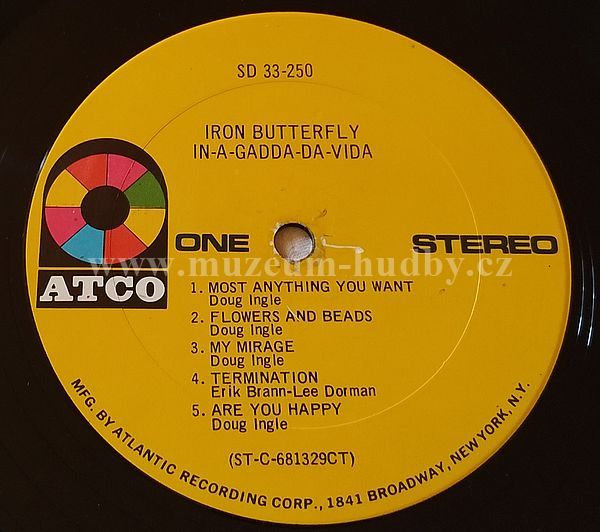 SD 33-250
IRON BUTTERFLY
IN-A-GADDA-DA-VIDA
ONE
STEREO
ATCO
www.muzeum-hudby.cz
1. MOST ANYTHING YOU WANT
Doug Ingle
2. FLOWERS AND BEADS
Doug Ingle
3. MY MIRAGE
Doug Ingle
4. TERMINATION
Erik Brann-Lee Dorman
5. ARE YOU HAPPY
Doug Ingle
(ST-C-681329CT)
MFG. BY ATLANTIC RECORDING CORP., 1841 BROADWAY, NEW YORK, N.Y.